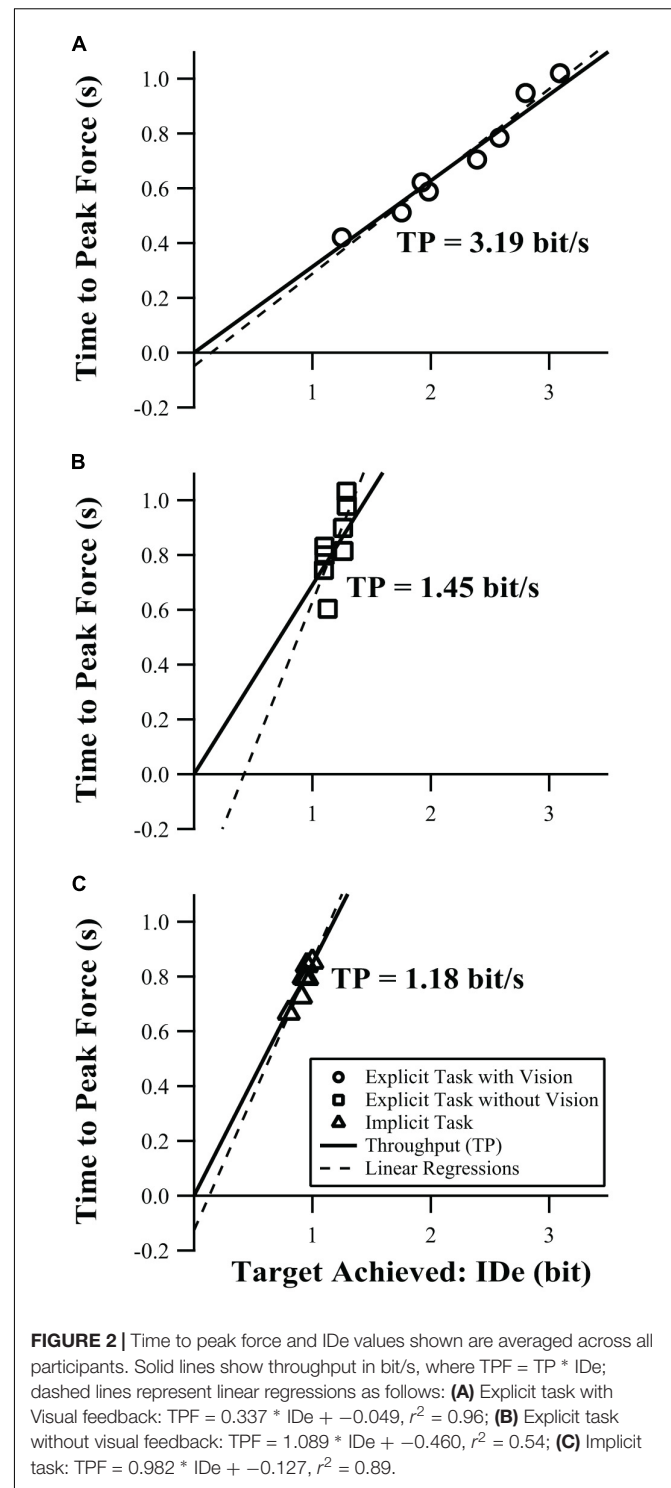 A
Time to Peak Force (s)
1.0
0.8
0.6
0.4
0.2
0.0
-0.2
TP = 3.19 bit/s
1 2 3
B
Time to Peak Force (s)
1.0
0.8
0.6
0.4
0.2
0.0
-0.2
TP = 1.45 bit/s
1 2 3
C
Time to Peak Force (s)
1.0
0.8
0.6
0.4
0.2
0.0
-0.2
TP = 1.18 bit/s
Explicit Task with Vision
Explicit Task without Vision
Implicit Task
Throughput (TP)
Linear Regressions
1 2 3
Target Achieved: IDe (bit)
FIGURE 2 | Time to peak force and IDe values shown are averaged across all
participants. Solid lines show throughput in bit/s, where TPF = TP * IDe;
dashed lines represent linear regressions as follows: (A) Explicit task with
Visual feedback: TPF = 0.337 * IDe + −0.049, r² = 0.96; (B) Explicit task
without visual feedback: TPF = 1.089 * IDe + −0.460, r² = 0.54; (C) Implicit
task: TPF = 0.982 * IDe + −0.127, r² = 0.89.